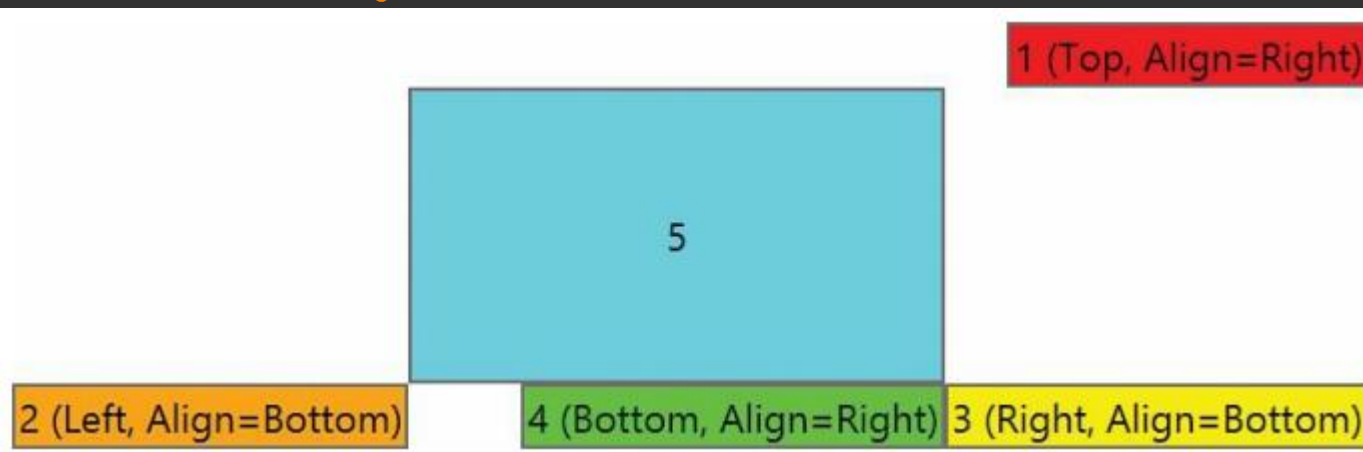 1 (Top, Align=Right)
5
2 (Left, Align=Bottom)
4 (Bottom, Align=Right)
3 (Right, Align=Bottom)